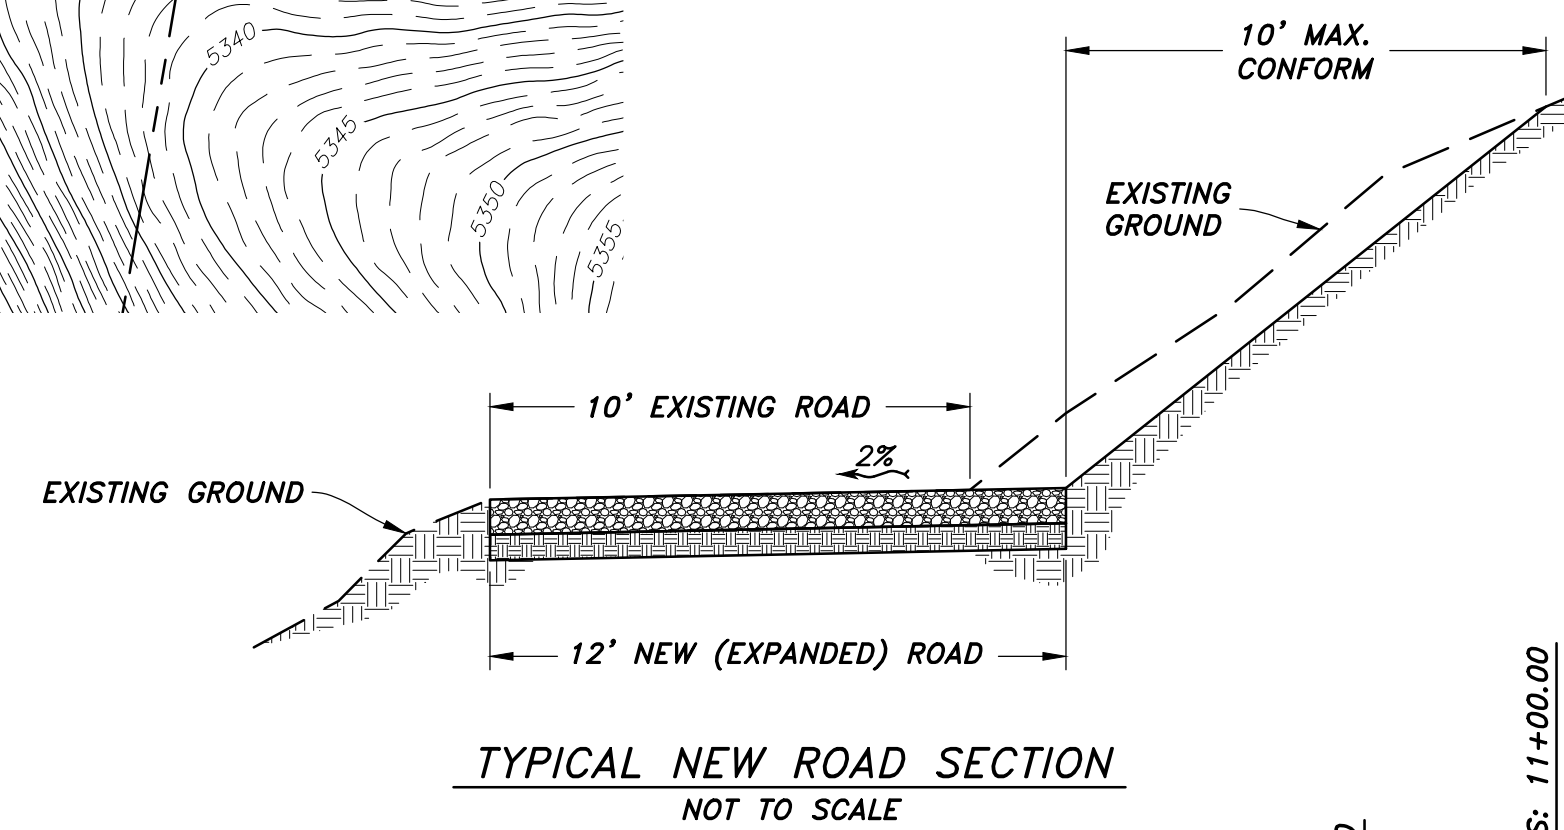 5340
5345
5350
5355
10' MAX.
CONFORM
EXISTING
GROUND
10' EXISTING ROAD
2%
EXISTING GROUND
12' NEW (EXPANDED) ROAD
TYPICAL NEW ROAD SECTION
NOT TO SCALE
S: 11+00.00